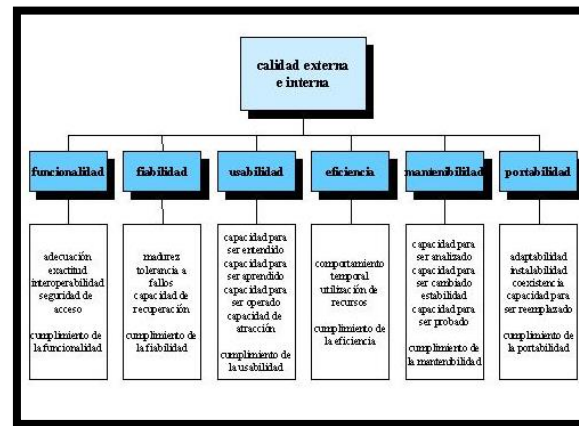 calidad externa
e interna
funcionalidad
fiabilidad
usabilidad
eficiencia
mantenibilidad
portabilidad
adecuación
exactitud
interoperabilidad
seguridad de
acceso
cumplimiento de
la funcionalidad
madurez
tolerancia a
fallos
capacidad de
recuperación
cumplimiento de
la fiabilidad
capacidad para
ser entendido
capacidad para
ser aprendido
capacidad para
ser operado
capacidad de
atracción
cumplimiento de
la usabilidad
comportamiento
temporal
utilización de
recursos
cumplimiento de
la eficiencia
capacidad para
ser analizado
capacidad para
ser cambiado
estabilidad
capacidad para
ser probado
cumplimiento de
la mantenibilidad
adaptabilidad
instalabilidad
coexistencia
capacidad para
ser reemplazado
cumplimiento de
la portabilidad